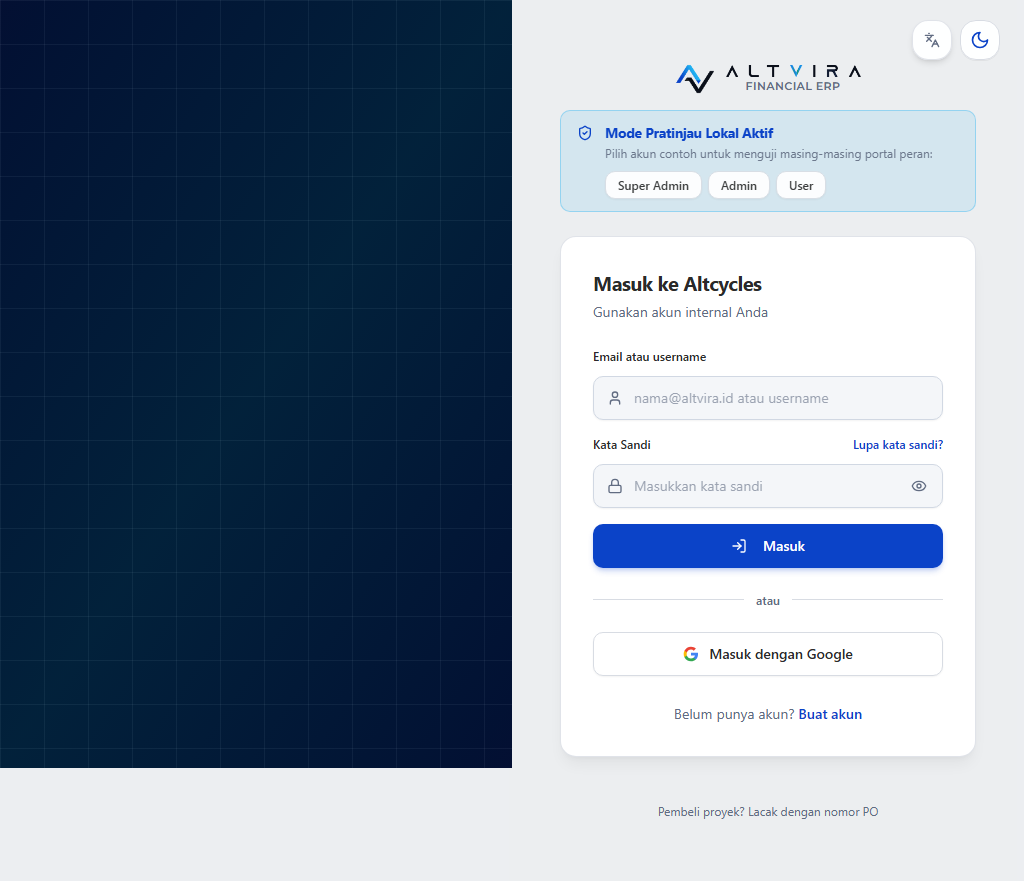 ALTVIRA
FINANCIAL ERP
Mode Pratinjau Lokal Aktif
Pilih akun contoh untuk menguji masing-masing portal peran:
Super Admin
Admin
User
Masuk ke Altcycles
Gunakan akun internal Anda
Email atau username
nama@altvira.id atau username
Kata Sandi
Lupa kata sandi?
Masukkan kata sandi
Masuk
atau
Masuk dengan Google
Belum punya akun? Buat akun
Pembeli proyek? Lacak dengan nomor PO